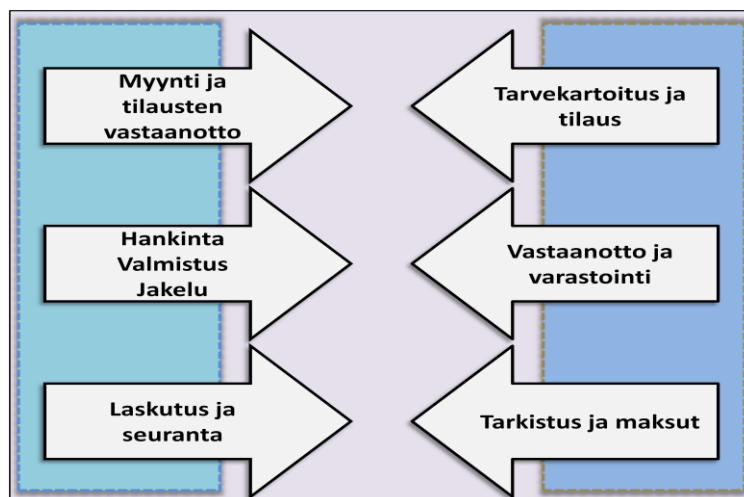 Myynti ja
tilausten
vastaanotto
Tarvekartoitus ja
tilaus
Hankinta
Valmistus
Jakelu
Vastaanotto ja
varastointi
Laskutus ja
seuranta
Tarkistus ja maksut